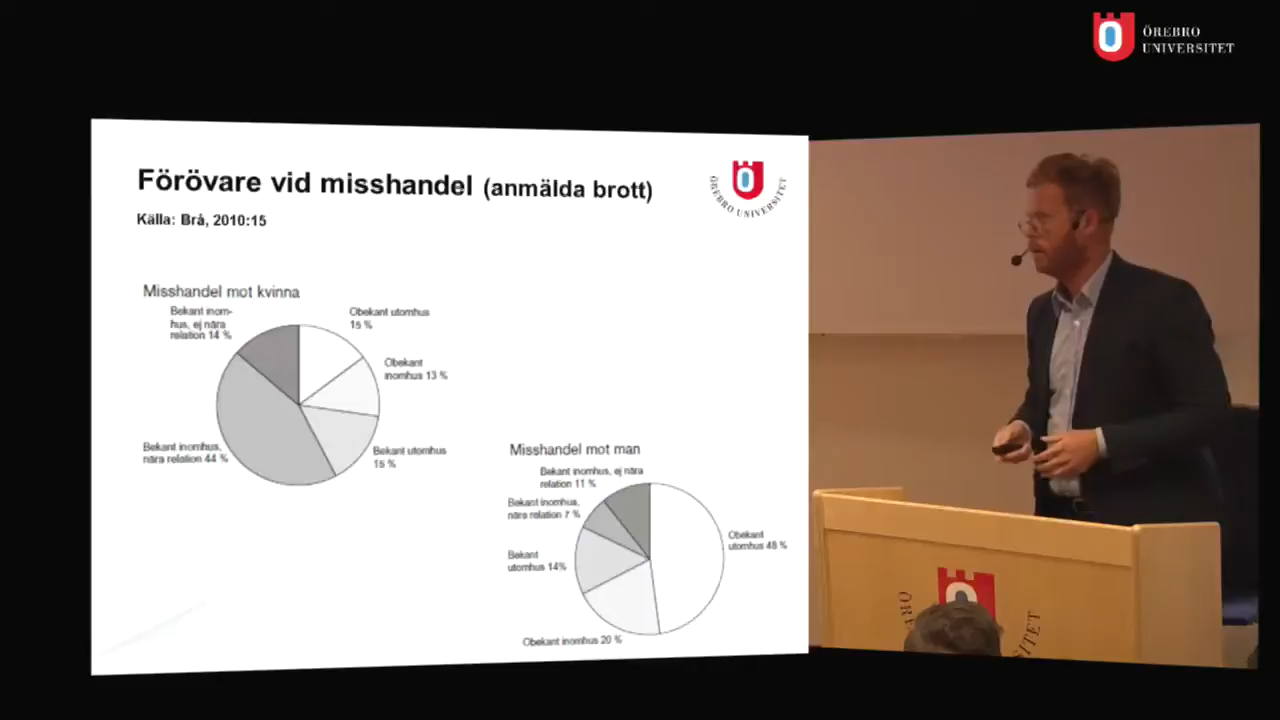 ÖREBRO
UNIVERSITET
Förövare vid misshandel (anmälda brott)
Källa: Brå, 2010:15
ÖREBRO UNIVERSITET
Misshandel mot kvinna
Bekant inom-
hus, ej nära
relation 14 %
Obekant utomhus
15 %
Obekant
inomhus 13 %
Bekant inomhus,
nära relation 44 %
Bekant utomhus
15 %
Misshandel mot man
Bekant inomhus, ej nära
relation 11 %
Bekant inomhus,
nära relation 7 %
Obekant
utomhus 48 %
Bekant
utomhus 14%
Obekant inomhus 20 %